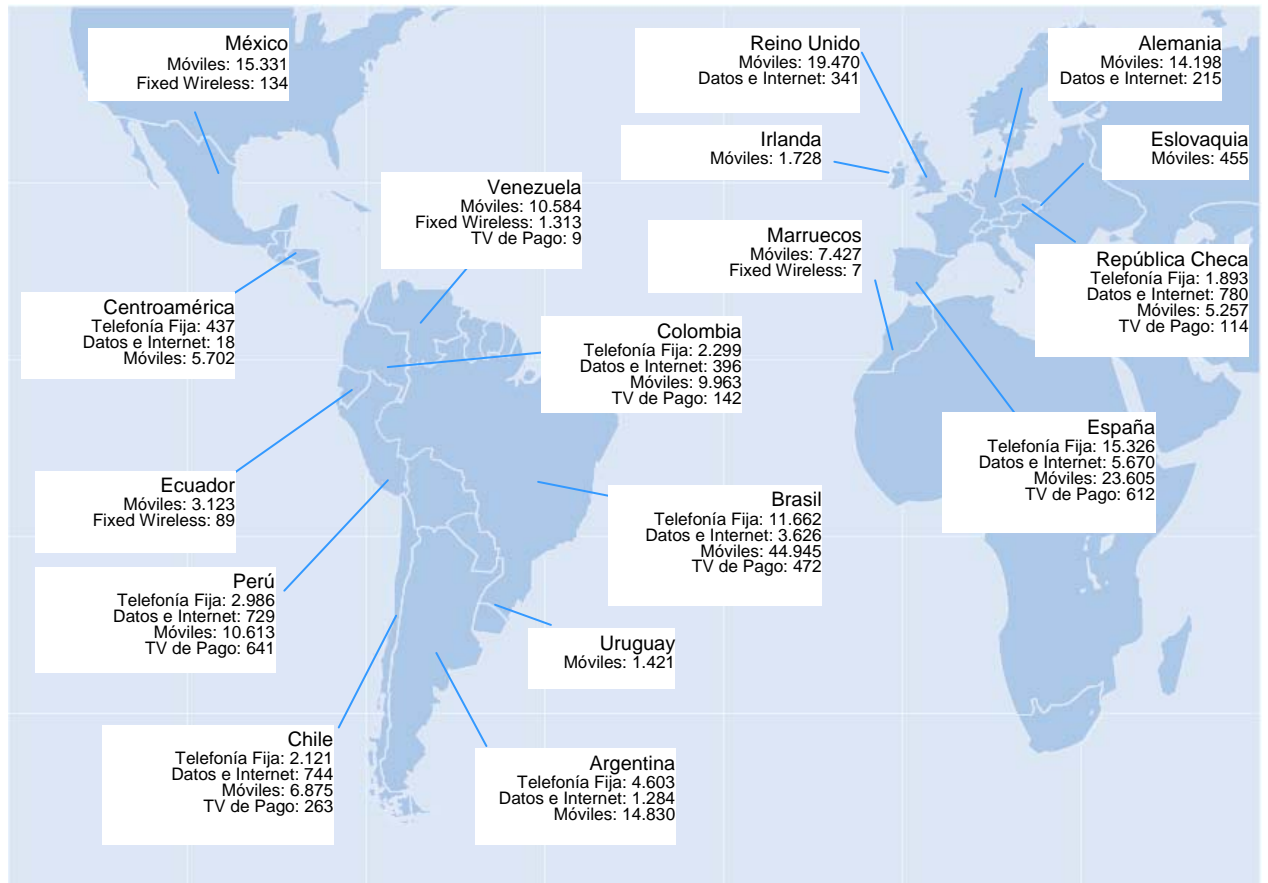 México
Móviles: 15.331
Fixed Wireless: 134
Reino Unido
Móviles: 19.470
Datos e Internet: 341
Alemania
Móviles: 14.198
Datos e Internet: 215
Irlanda
Móviles: 1.728
Eslovaquia
Móviles: 455
Venezuela
Móviles: 10.584
Fixed Wireless: 1.313
TV de Pago: 9
Marruecos
Móviles: 7.427
Fixed Wireless: 7
República Checa
Telefonía Fija: 1.893
Datos e Internet: 780
Móviles: 5.257
TV de Pago: 114
Centroamérica
Telefonía Fija: 437
Datos e Internet: 18
Móviles: 5.702
Colombia
Telefonía Fija: 2.299
Datos e Internet: 396
Móviles: 9.963
TV de Pago: 142
España
Telefonía Fija: 15.326
Datos e Internet: 5.670
Móviles: 23.605
TV de Pago: 612
Ecuador
Móviles: 3.123
Fixed Wireless: 89
Brasil
Telefonía Fija: 11.662
Datos e Internet: 3.626
Móviles: 44.945
TV de Pago: 472
Perú
Telefonía Fija: 2.986
Datos e Internet: 729
Móviles: 10.613
TV de Pago: 641
Uruguay
Móviles: 1.421
Chile
Telefonía Fija: 2.121
Datos e Internet: 744
Móviles: 6.875
TV de Pago: 263
Argentina
Telefonía Fija: 4.603
Datos e Internet: 1.284
Móviles: 14.830